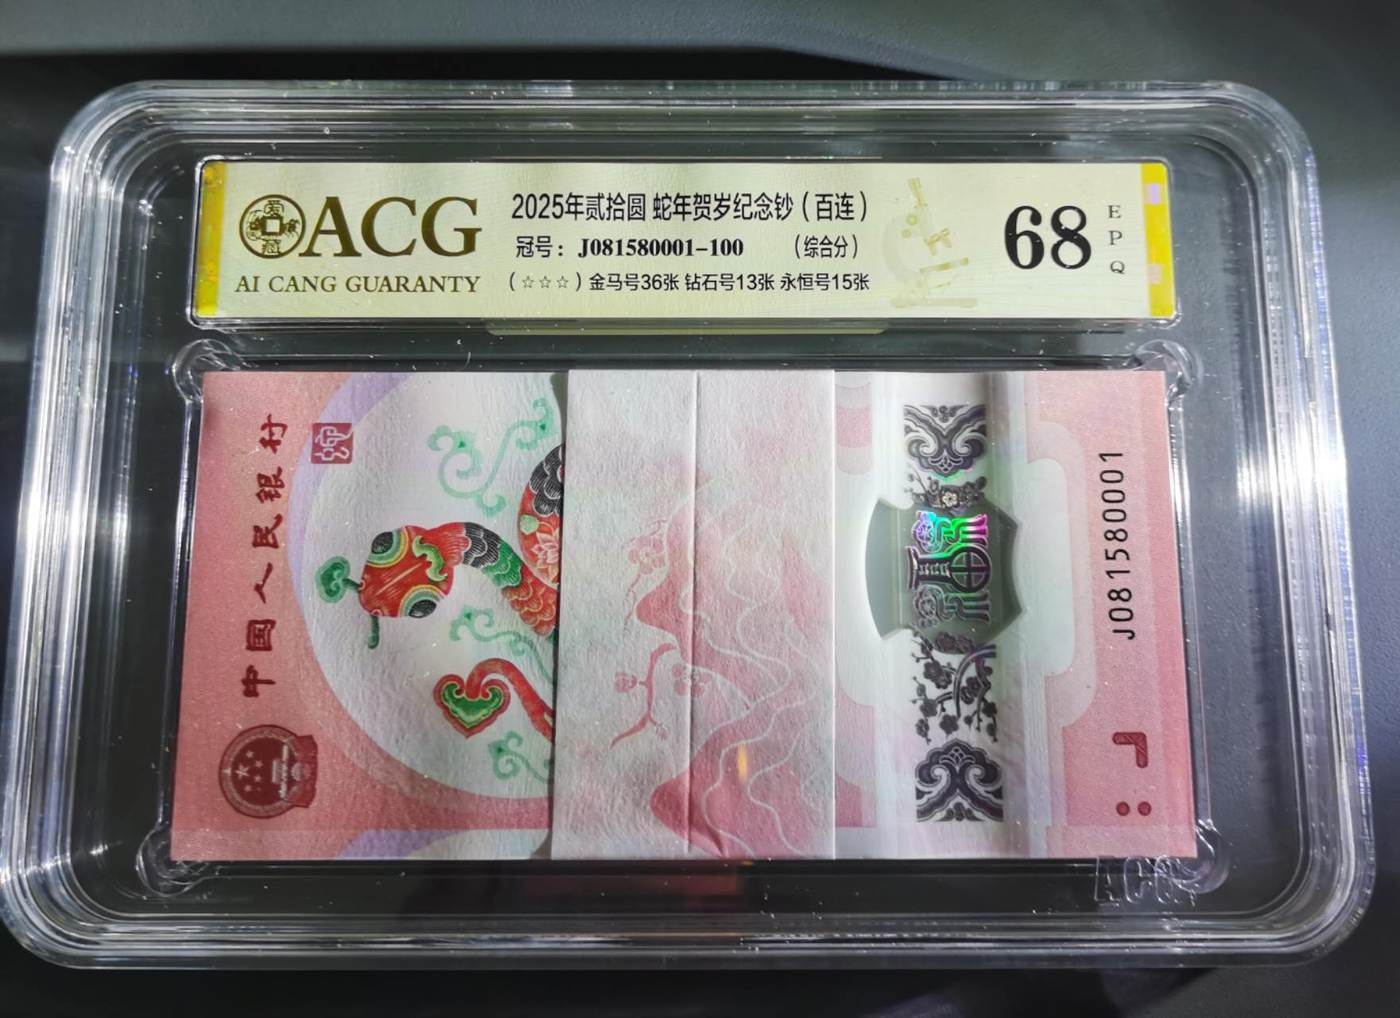 ACG
AI CANG GUARANTY
2025年贰拾圆 蛇年贺岁纪念钞（百连）
冠号：J081580001-100 （综合分）
（☆☆☆）金马号36张 钻石号13张 永恒号15张
68
EPQ
中国人民银行
J081580001
ACG